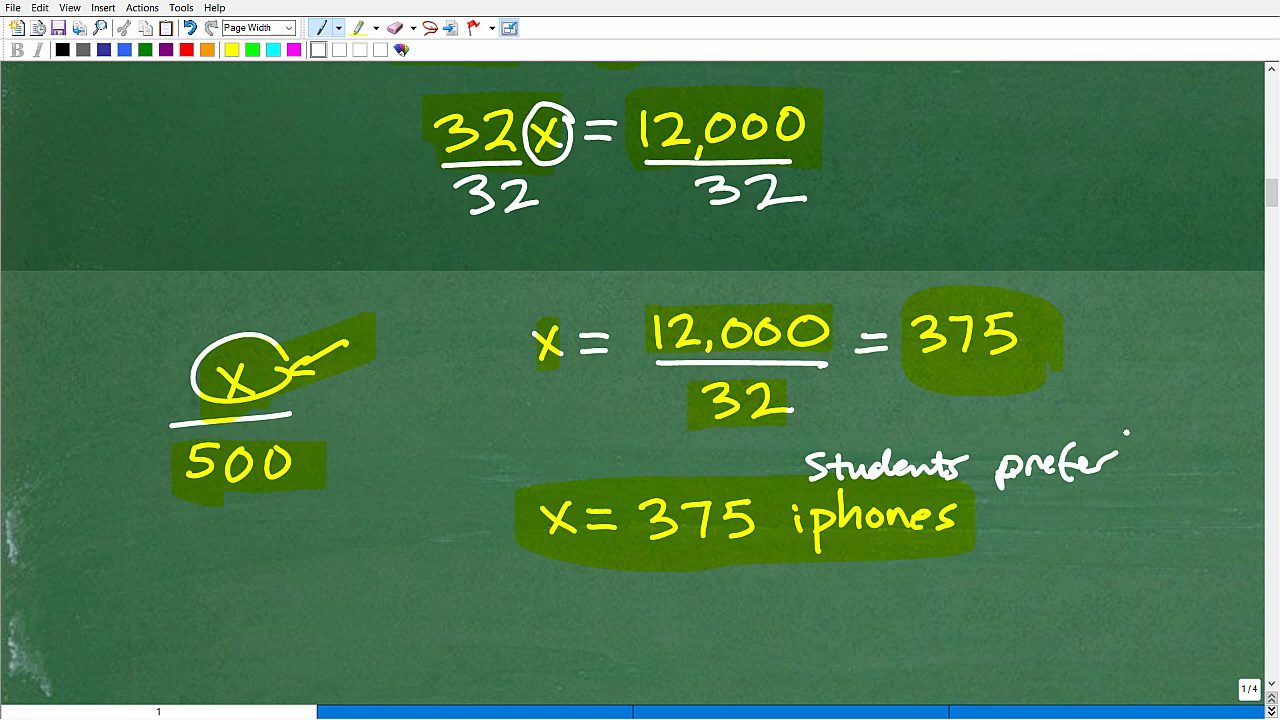 File Edit View Insert Actions Tools Help
Page Width
B I
32x = 12,000
32 32
x = 12,000 = 375
32
x
500
students prefer
x = 375 iphones
1/4
1